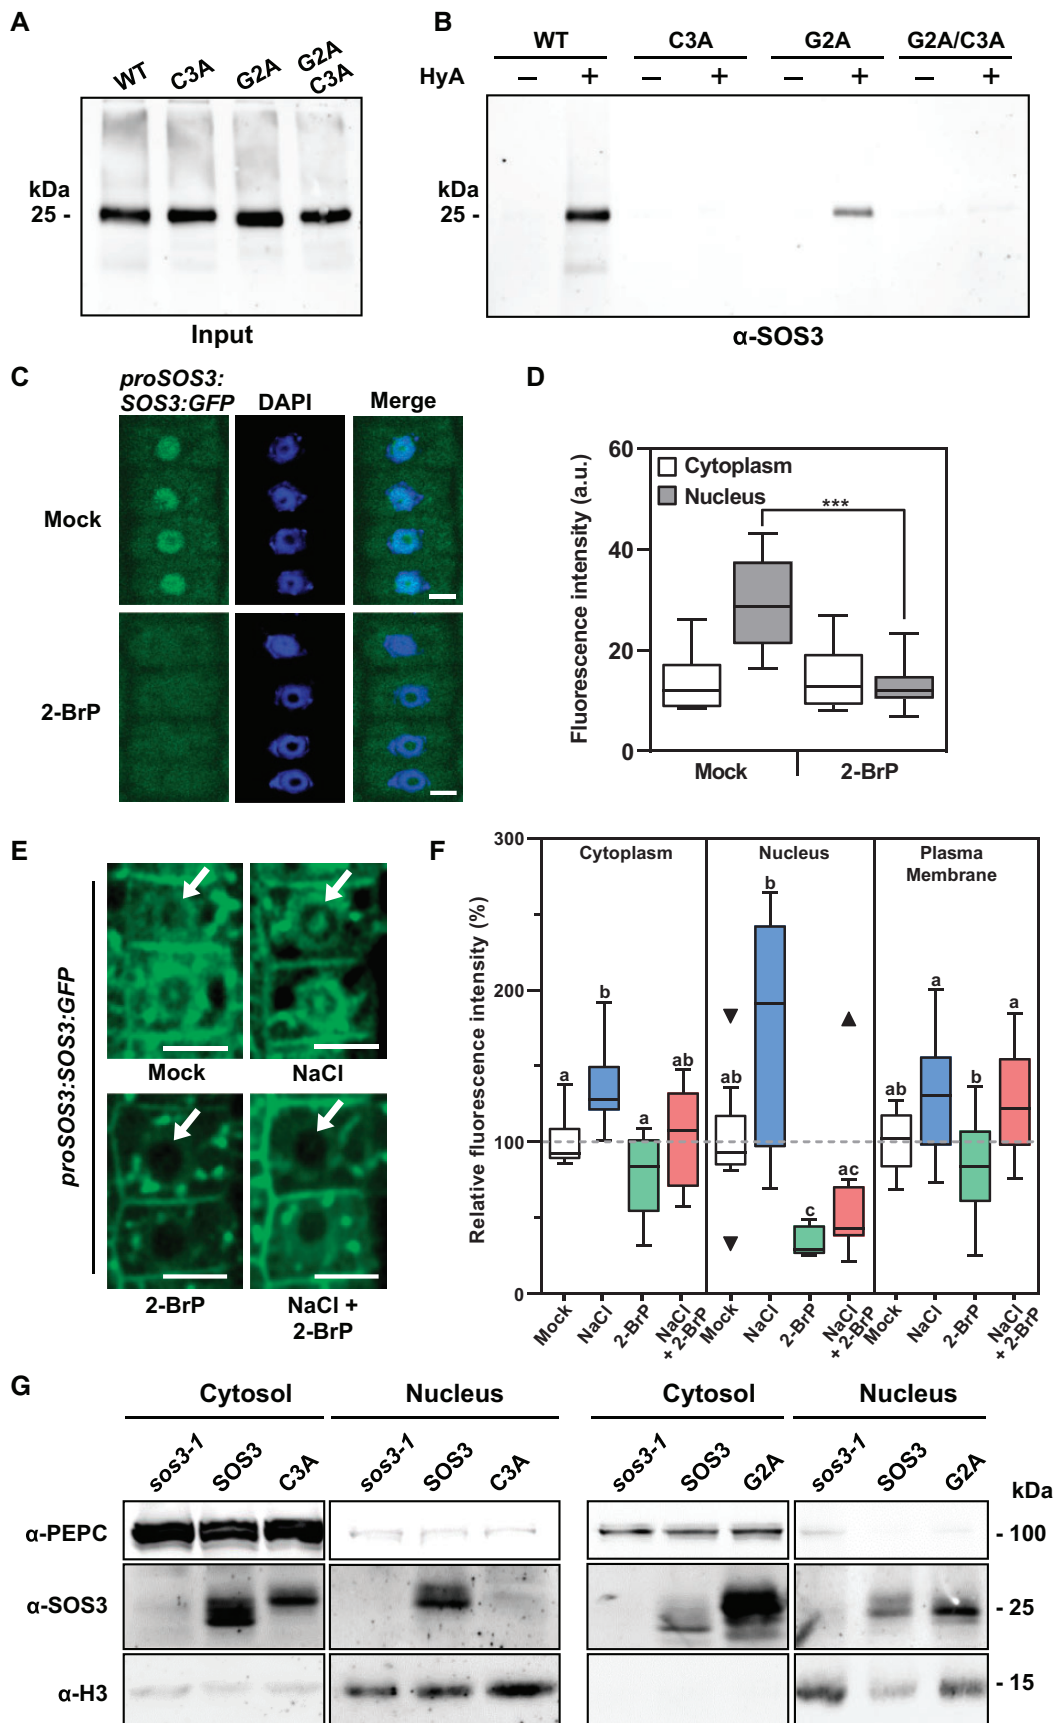 A
WT C3A G2A G2A C3A
kDa
25 -
Input
B
WT C3A G2A G2A/C3A
HyA − + − + − + − +
kDa
25 -
α-SOS3
C
proSOS3:
SOS3:GFP DAPI Merge
Mock
2-BrP
D
Fluorescence intensity (a.u.)
60
40
20
0
Cytoplasm
Nucleus
***
Mock 2-BrP
E
proSOS3:SOS3:GFP
Mock NaCl
2-BrP NaCl +
2-BrP
F
Relative fluorescence intensity (%)
300
200
100
0
Cytoplasm Nucleus Plasma
Membrane
a b a ab
ab b c ac
ab a b a
Mock NaCl 2-BrP NaCl + 2-BrP Mock NaCl 2-BrP NaCl + 2-BrP Mock NaCl 2-BrP NaCl + 2-BrP
G
Cytosol Nucleus Cytosol Nucleus
sos3-1 SOS3 C3A sos3-1 SOS3 C3A sos3-1 SOS3 G2A sos3-1 SOS3 G2A
kDa
α-PEPC - 100
α-SOS3 - 25
α-H3 - 15